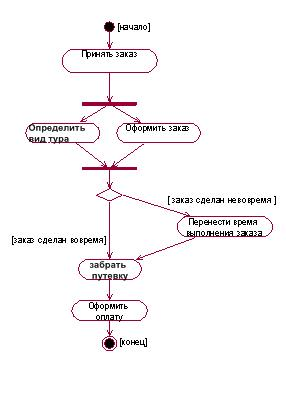 [начало]
Принять заказ
Определить
вид тура
Оформить заказ
[ заказ сделан невовремя ]
Перенести время
выполнения заказа
[заказ сделан вовремя]
забрать
путевку
Оформить
оплату
[конец]